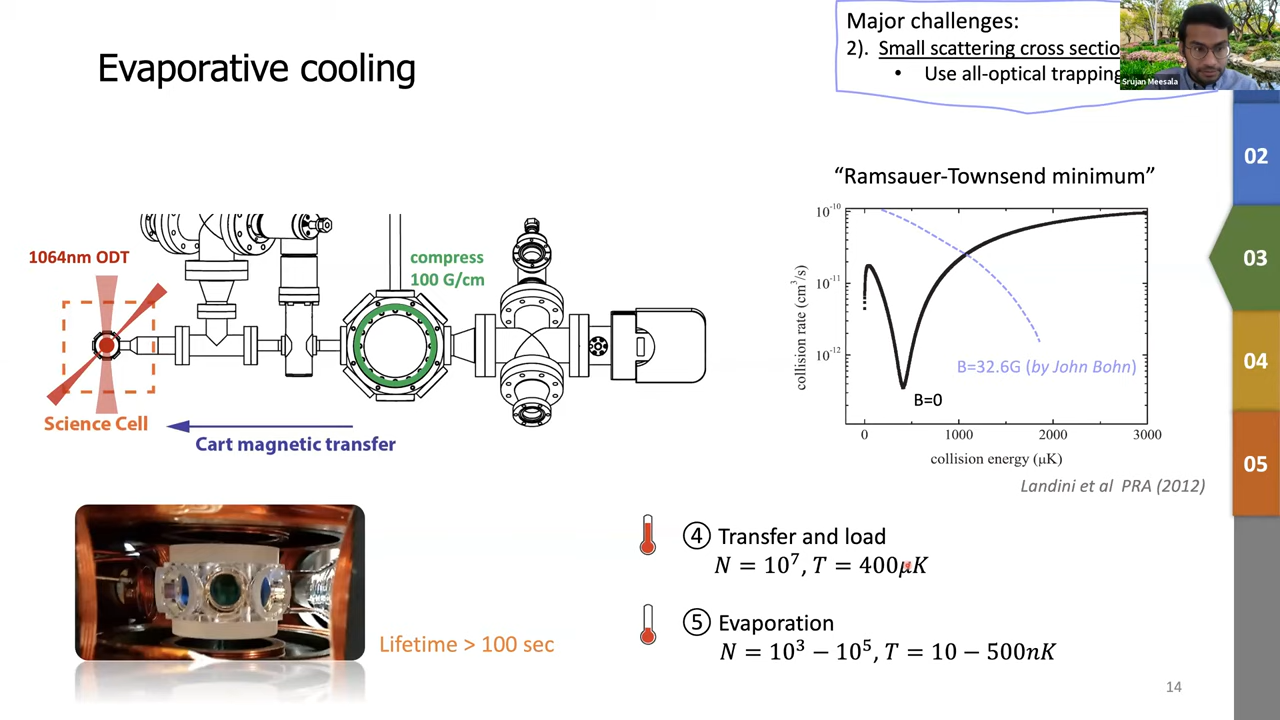 Evaporative cooling
Major challenges:
2). Small scattering cross sectio
• Use all-optical trapping
Srujan Meesala
02
03
04
05
1064nm ODT
compress
100 G/cm
Science Cell
Cart magnetic transfer
"Ramsauer-Townsend minimum"
collision rate (cm³/s)
10⁻¹⁰
10⁻¹¹
10⁻¹²
B=32.6G (by John Bohn)
B=0
0 1000 2000 3000
collision energy (μK)
Landini et al PRA (2012)
Lifetime > 100 sec
④ Transfer and load
N = 10⁷, T = 400μK
⑤ Evaporation
N = 10³ − 10⁵, T = 10 − 500nK
14